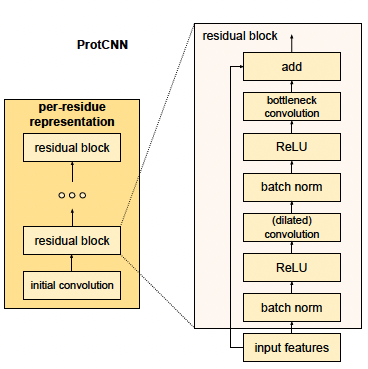 ProtCNN
per-residue
representation
residual block
residual block
initial convolution
residual block
add
bottleneck
convolution
ReLU
batch norm
(dilated)
convolution
ReLU
batch norm
input features